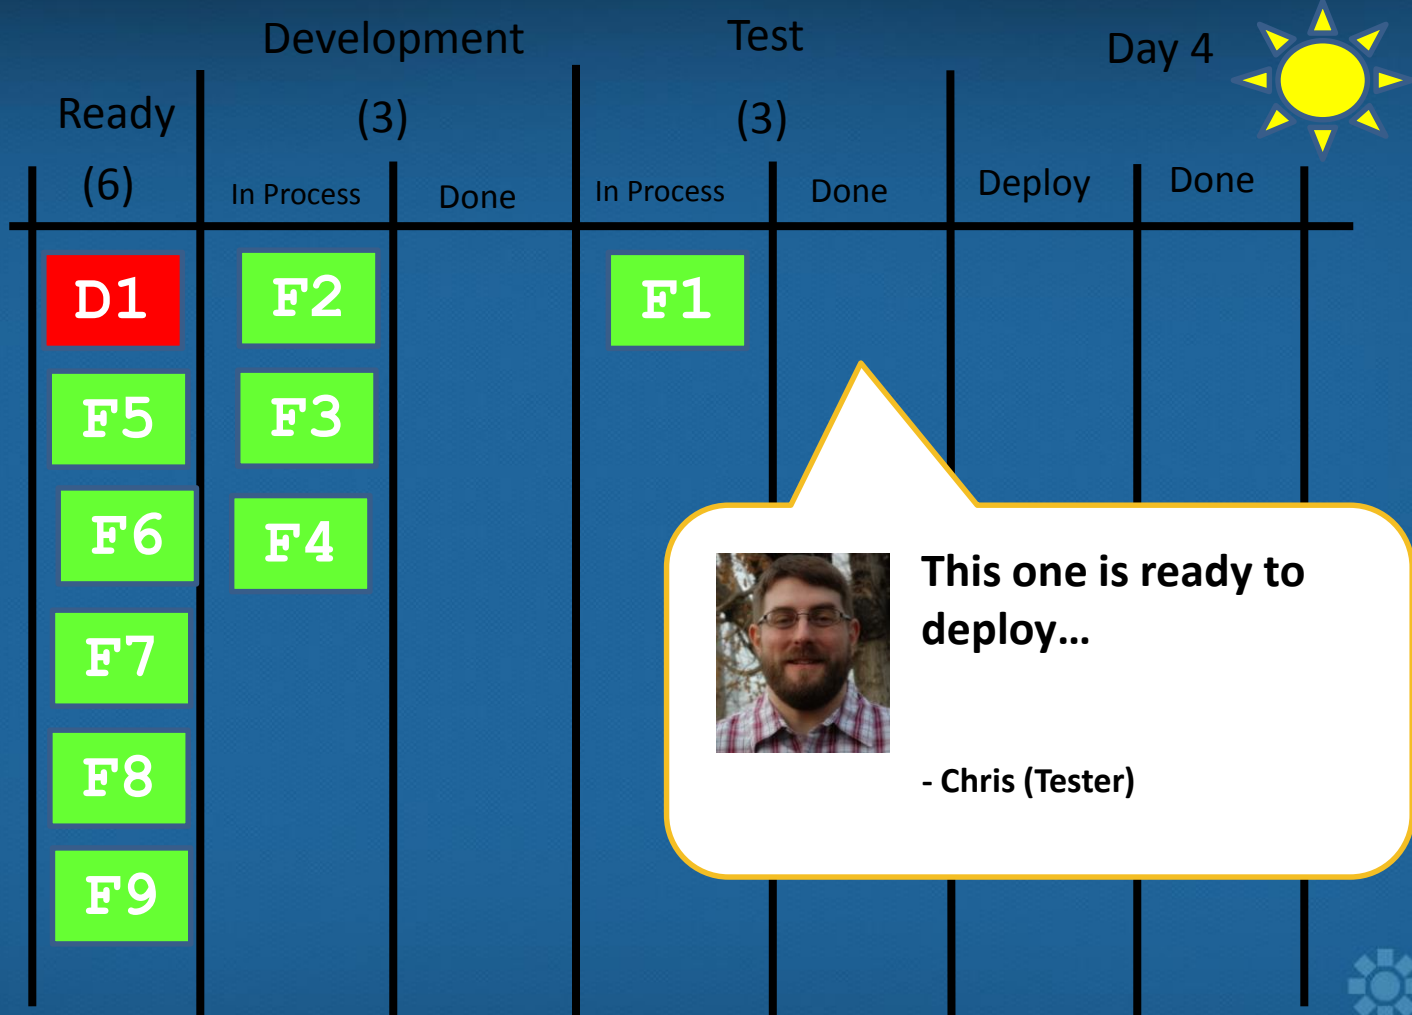 Development
Test
Day 4
Ready
(3)
(3)
(6)
In Process
Done
In Process
Done
Deploy
Done
D1
F2
F1
F5
F3
F6
F4
F7
F8
F9
This one is ready to
deploy…
- Chris (Tester)